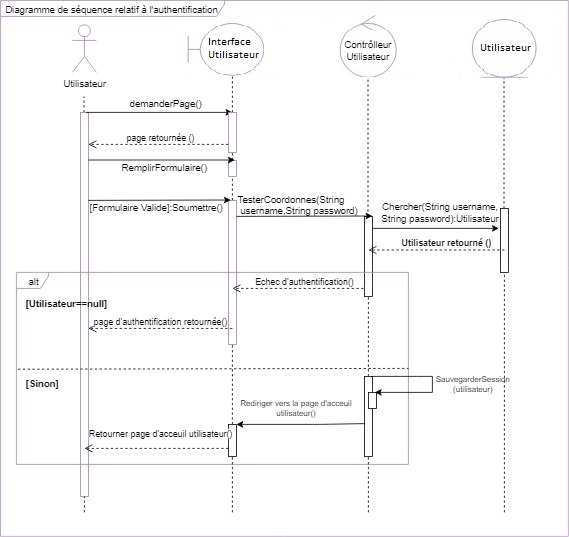 Diagramme de séquence relatif à l'authentification
Utilisateur
Interface
Utilisateur
Contrôlleur
Utilisateur
Utilisateur
demanderPage()
page retournée ()
RemplirFormulaire()
[Formulaire Valide]:Soumettre()
TesterCoordonnes(String
username,String password)
Chercher(String username,
String password):Utilisateur
Utilisateur retourné ()
alt
Echec d'authentification()
[Utilisateur==null]
page d'authentification retournée()
[Sinon]
SauvegarderSession
(utilisateur)
Rediriger vers la page d'acceuil
utilisateur()
Retourner page d'acceuil utilisateur()